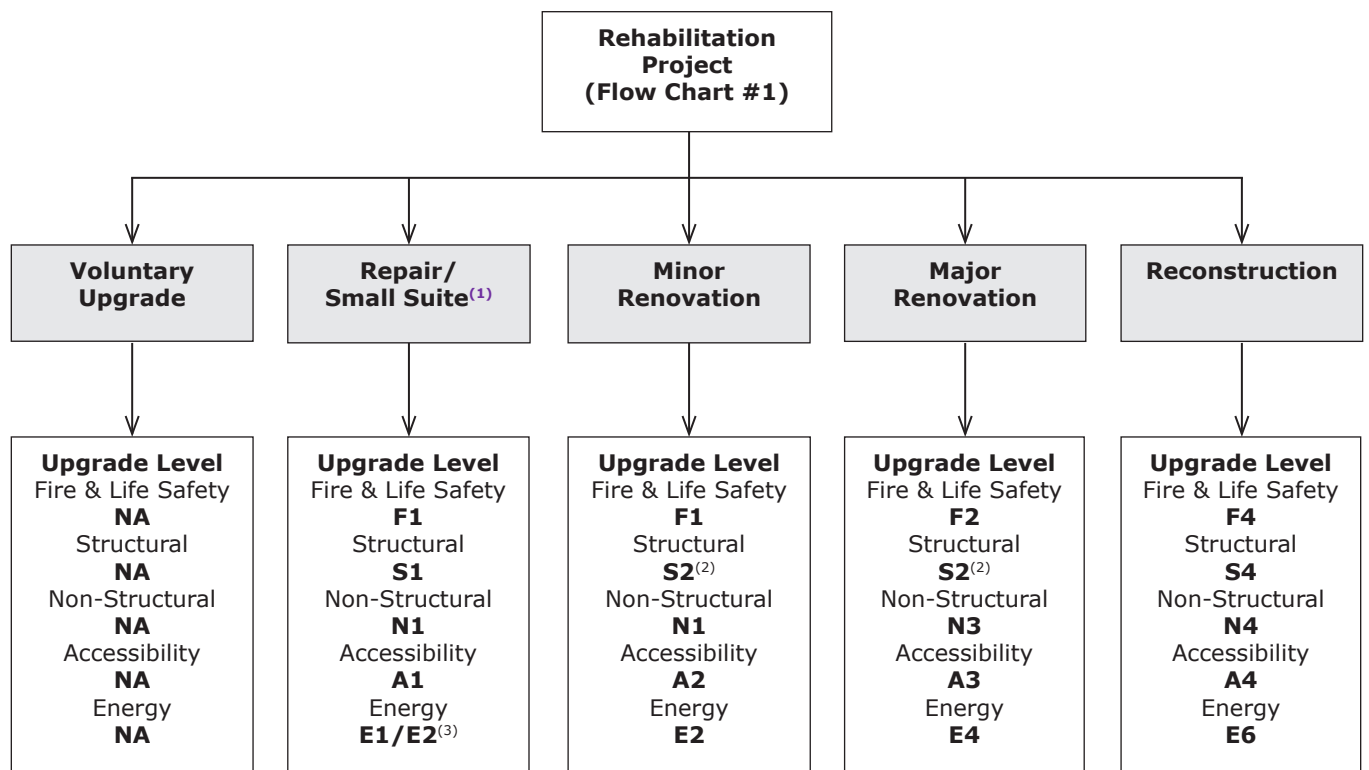 Rehabilitation
Project
(Flow Chart #1)
Voluntary
Upgrade
Repair/
Small Suite(1)
Minor
Renovation
Major
Renovation
Reconstruction
Upgrade Level
Fire & Life Safety
NA
Structural
NA
Non-Structural
NA
Accessibility
NA
Energy
NA
Upgrade Level
Fire & Life Safety
F1
Structural
S1
Non-Structural
N1
Accessibility
A1
Energy
E1/E2(3)
Upgrade Level
Fire & Life Safety
F1
Structural
S2(2)
Non-Structural
N1
Accessibility
A2
Energy
E2
Upgrade Level
Fire & Life Safety
F2
Structural
S2(2)
Non-Structural
N3
Accessibility
A3
Energy
E4
Upgrade Level
Fire & Life Safety
F4
Structural
S4
Non-Structural
N4
Accessibility
A4
Energy
E6